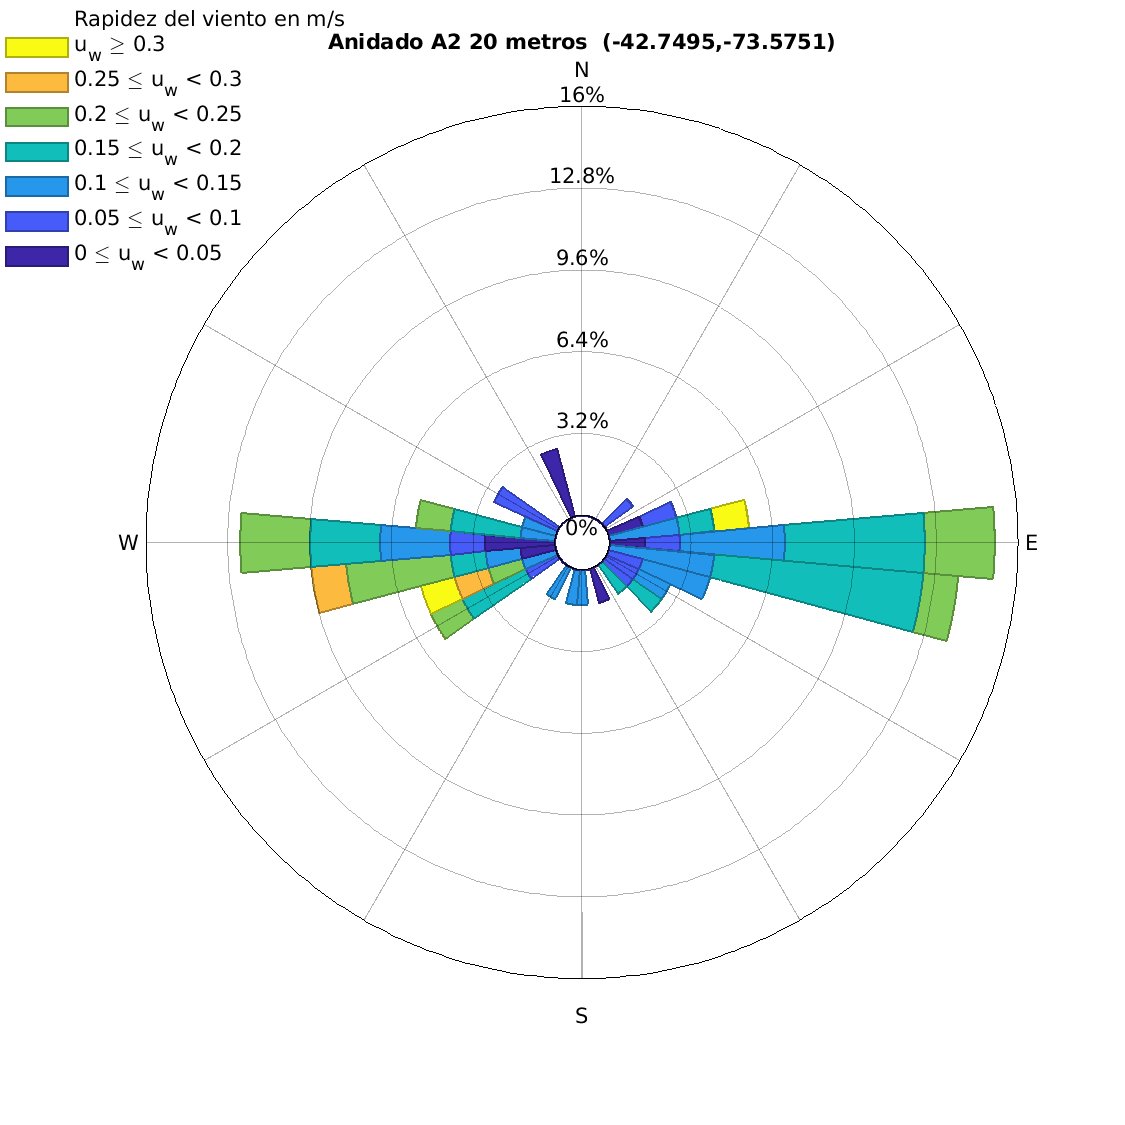 Rapidez del viento en m/s
Anidado A2 20 metros (-42.7495,-73.5751)
u_w ≥ 0.3
0.25 ≤ u_w < 0.3
0.2 ≤ u_w < 0.25
0.15 ≤ u_w < 0.2
0.1 ≤ u_w < 0.15
0.05 ≤ u_w < 0.1
0 ≤ u_w < 0.05
N
16%
12.8%
9.6%
6.4%
3.2%
0%
W
E
S